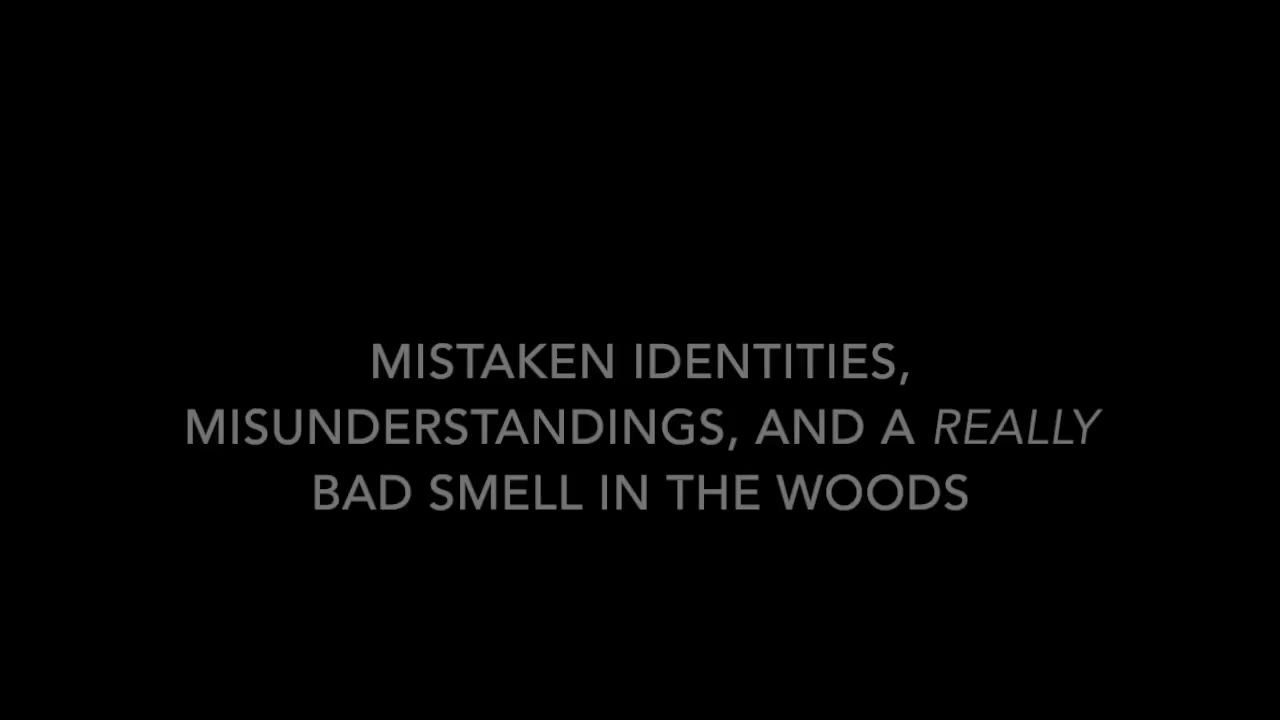 MISTAKEN IDENTITIES,
MISUNDERSTANDINGS, AND A REALLY
BAD SMELL IN THE WOODS